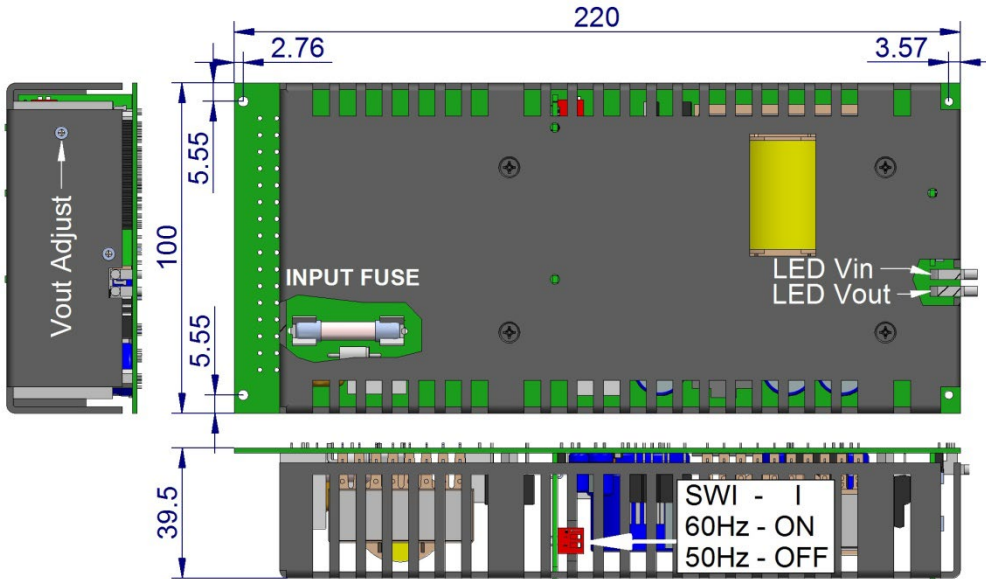 220
2.76
3.57
5.55
100
5.55
Vout Adjust
INPUT FUSE
LED Vin
LED Vout
39.5
SWI - I
60Hz - ON
50Hz - OFF